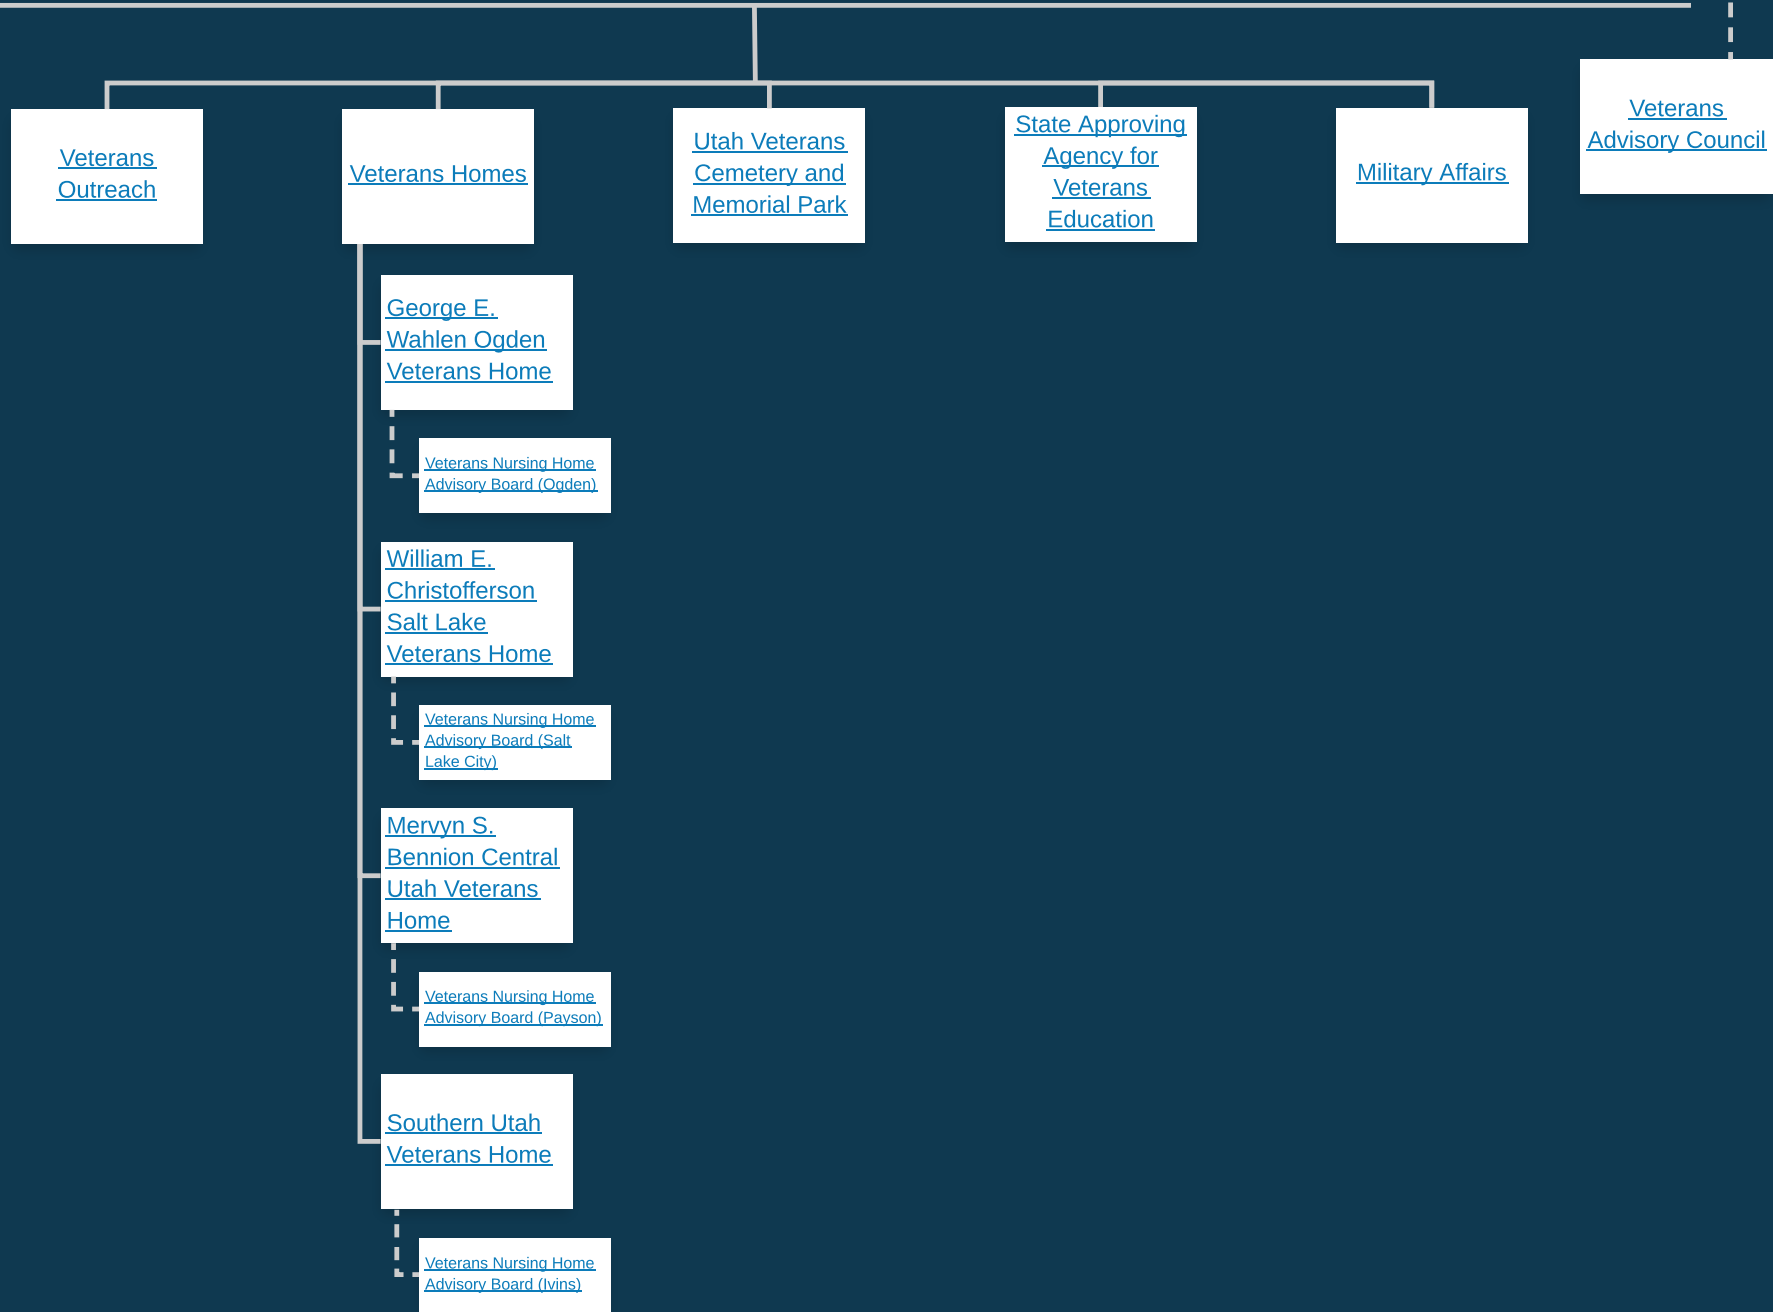 Veterans
Outreach
Veterans Homes
Utah Veterans
Cemetery and
Memorial Park
State Approving
Agency for
Veterans
Education
Military Affairs
Veterans
Advisory Council
George E.
Wahlen Ogden
Veterans Home
Veterans Nursing Home
Advisory Board (Ogden)
William E.
Christofferson
Salt Lake
Veterans Home
Veterans Nursing Home
Advisory Board (Salt
Lake City)
Mervyn S.
Bennion Central
Utah Veterans
Home
Veterans Nursing Home
Advisory Board (Payson)
Southern Utah
Veterans Home
Veterans Nursing Home
Advisory Board (Ivins)